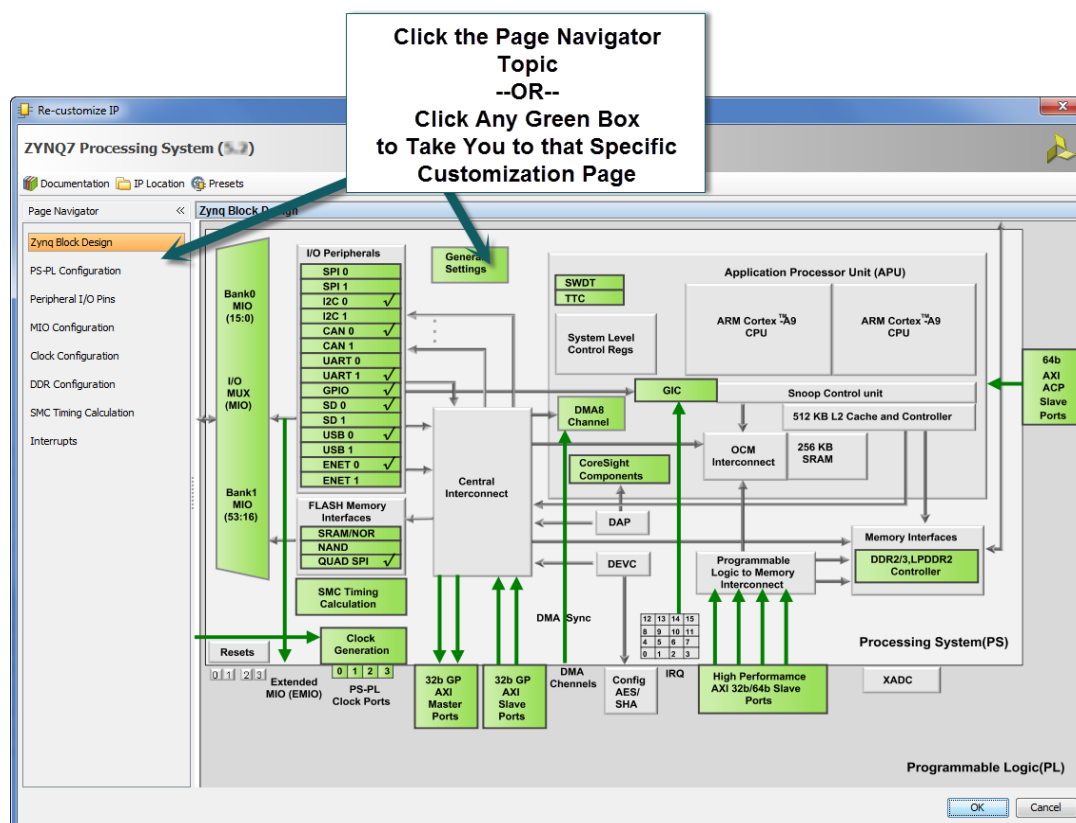 Click the Page Navigator
Topic
--OR--
Click Any Green Box
to Take You to that Specific
Customization Page
Re-customize IP
ZYNQ7 Processing System (5.2)
Documentation IP Location Presets
Page Navigator «
Zynq Block Design
Zynq Block Design
PS-PL Configuration
Peripheral I/O Pins
MIO Configuration
Clock Configuration
DDR Configuration
SMC Timing Calculation
Interrupts
Bank0
MIO
(15:0)
I/O
MUX
(MIO)
Bank1
MIO
(53:16)
I/O Peripherals
SPI 0
SPI 1
I2C 0 ✓
I2C 1
CAN 0 ✓
CAN 1
UART 0
UART 1 ✓
GPIO ✓
SD 0 ✓
SD 1
USB 0 ✓
USB 1
ENET 0 ✓
ENET 1
FLASH Memory
Interfaces
SRAM/NOR
NAND
QUAD SPI ✓
SMC Timing
Calculation
Clock
Generation
0 1 2 3
PS-PL
Clock Ports
Resets
0 1 2 3
Extended
MIO (EMIO)
General
Settings
Central
Interconnect
32b GP
AXI
Master
Ports
32b GP
AXI
Slave
Ports
Application Processor Unit (APU)
SWDT
TTC
System Level
Control Regs
ARM Cortex™-A9
CPU
ARM Cortex™-A9
CPU
GIC
Snoop Control unit
DMA8
Channel
512 KB L2 Cache and Controller
OCM
Interconnect
256 KB
SRAM
CoreSight
Components
DAP
DEVC
64b
AXI
ACP
Slave
Ports
Memory Interfaces
DDR2/3,LPDDR2
Controller
Programmable
Logic to Memory
Interconnect
DMA Sync
12 13 14 15
8 9 10 11
4 5 6 7
0 1 2 3
IRQ
Processing System(PS)
DMA
Channels
Config
AES/
SHA
High Performamce
AXI 32b/64b Slave
Ports
XADC
Programmable Logic(PL)
OK
Cancel